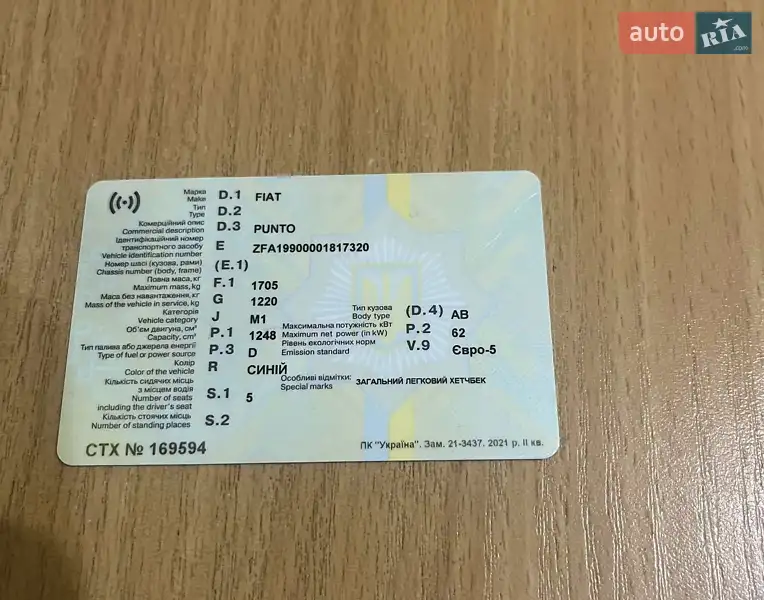 auto RIA .com
Марка
Make D.1 FIAT
Тип
Type D.2
Комерційний опис
Commercial description D.3 PUNTO
Ідентифікаційний номер
транспортного засобу
Vehicle identification number E ZFA19900001817320
Номер шасі (кузова, рами)
Chassis number (body, frame) (E.1)
Повна маса, кг
Maximum mass, kg F.1 1705
Маса без навантаження, кг
Mass of the vehicle in service, kg G 1220
Категорія
Vehicle category J M1
Тип кузова
Body type (D.4) AB
Об'єм двигуна, см³
Capacity, cm³ P.1 1248
Максимальна потужність кВт
Maximum net power (in kW) P.2 62
Тип палива або джерела енергії
Type of fuel or power source P.3 D
Рівень екологічних норм
Emission standard V.9 Євро-5
Колір
Color of the vehicle R СИНІЙ
Кількість сидячих місць
з місцем водія
Number of seats
including the driver's seat S.1 5
Особливі відмітки:
Special marks ЗАГАЛЬНИЙ ЛЕГКОВИЙ ХЕТЧБЕК
Кількість стоячих місць
Number of standing places S.2
СТХ № 169594
ПК "Україна". Зам. 21-3437. 2021 р. II кв.